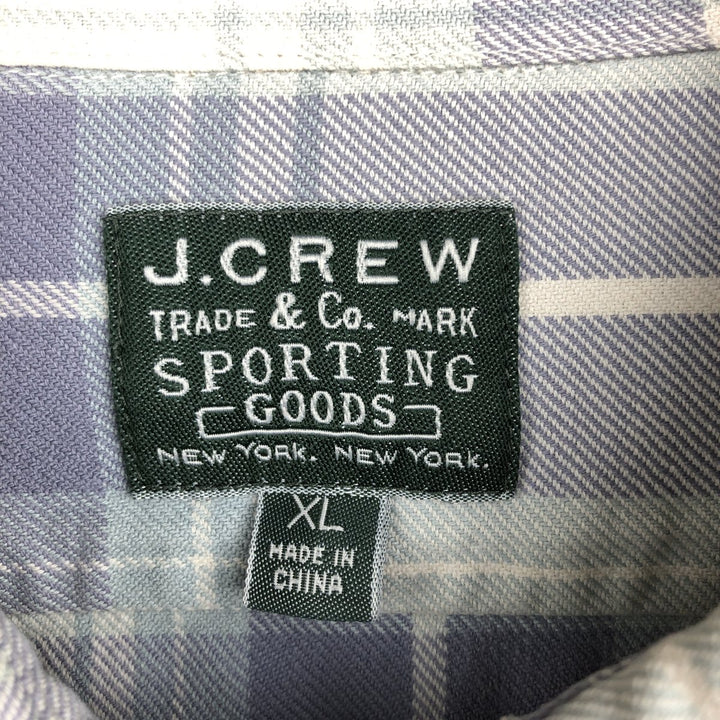 J.CREW
TRADE & Co. MARK
SPORTING
GOODS
NEW YORK. NEW YORK.
XL
MADE IN
CHINA